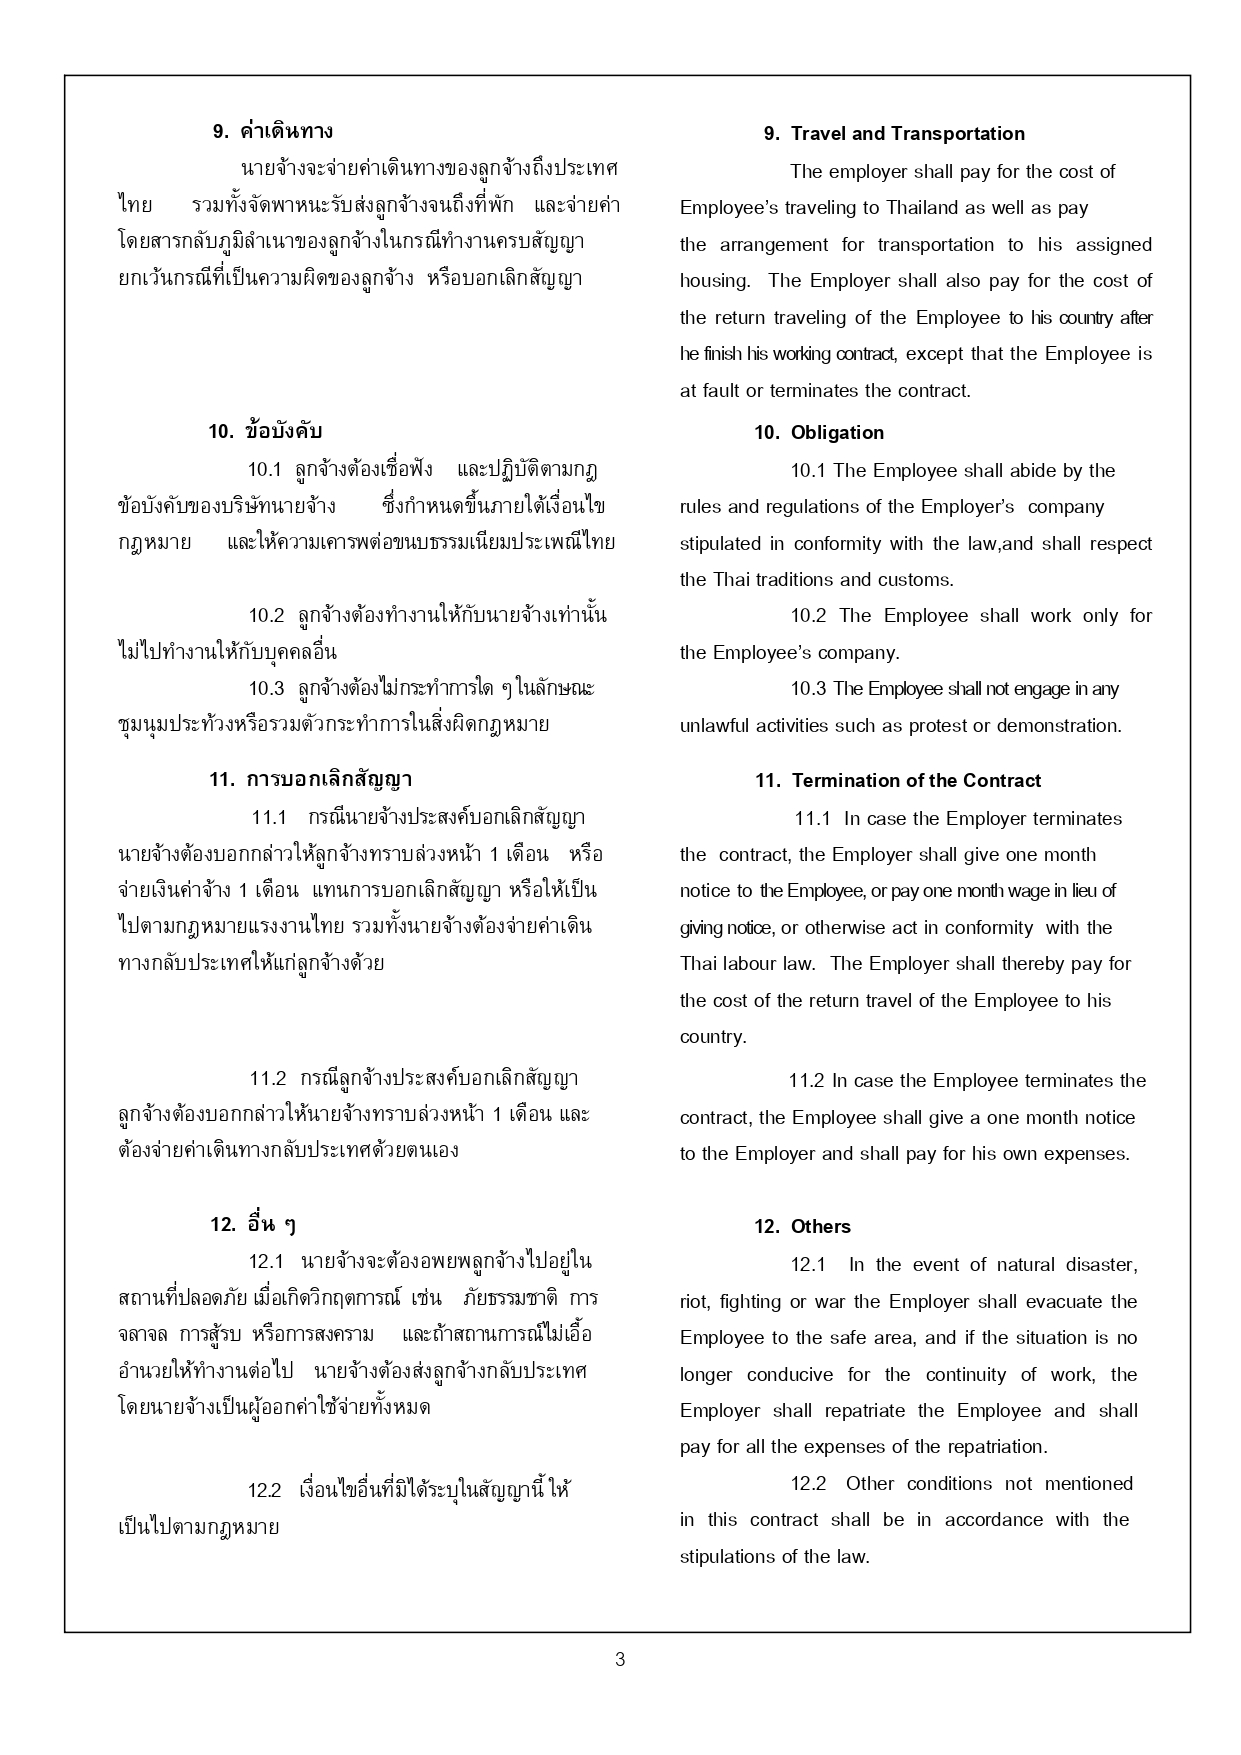 9. ค่าเดินทาง
นายจ้างจะจ่ายค่าเดินทางของลูกจ้างถึงประเทศ
ไทย รวมทั้งจัดพาหนะรับส่งลูกจ้างจนถึงที่พัก และจ่ายค่า
โดยสารกลับภูมิลำเนาของลูกจ้างในกรณีทำงานครบสัญญา
ยกเว้นกรณีที่เป็นความผิดของลูกจ้าง หรือบอกเลิกสัญญา
10. ข้อบังคับ
10.1 ลูกจ้างต้องเชื่อฟัง และปฏิบัติตามกฎ
ข้อบังคับของบริษัทนายจ้าง ซึ่งกำหนดขึ้นภายใต้เงื่อนไข
กฎหมาย และให้ความเคารพต่อขนบธรรมเนียมประเพณีไทย
10.2 ลูกจ้างต้องทำงานให้กับนายจ้างเท่านั้น
ไม่ไปทำงานให้กับบุคคลอื่น
10.3 ลูกจ้างต้องไม่กระทำการใด ๆ ในลักษณะ
ชุมนุมประท้วงหรือรวมตัวกระทำการในสิ่งผิดกฎหมาย
11. การบอกเลิกสัญญา
11.1 กรณีนายจ้างประสงค์บอกเลิกสัญญา
นายจ้างต้องบอกกล่าวให้ลูกจ้างทราบล่วงหน้า 1 เดือน หรือ
จ่ายเงินค่าจ้าง 1 เดือน แทนการบอกเลิกสัญญา หรือให้เป็น
ไปตามกฎหมายแรงงานไทย รวมทั้งนายจ้างต้องจ่ายค่าเดิน
ทางกลับประเทศให้แก่ลูกจ้างด้วย
11.2 กรณีลูกจ้างประสงค์บอกเลิกสัญญา
ลูกจ้างต้องบอกกล่าวให้นายจ้างทราบล่วงหน้า 1 เดือน และ
ต้องจ่ายค่าเดินทางกลับประเทศด้วยตนเอง
12. อื่น ๆ
12.1 นายจ้างจะต้องอพยพลูกจ้างไปอยู่ใน
สถานที่ปลอดภัย เมื่อเกิดวิกฤตการณ์ เช่น ภัยธรรมชาติ การ
จลาจล การสู้รบ หรือการสงคราม และถ้าสถานการณ์ไม่เอื้อ
อำนวยให้ทำงานต่อไป นายจ้างต้องส่งลูกจ้างกลับประเทศ
โดยนายจ้างเป็นผู้ออกค่าใช้จ่ายทั้งหมด
12.2 เงื่อนไขอื่นที่มิได้ระบุในสัญญานี้ ให้
เป็นไปตามกฎหมาย
9. Travel and Transportation
The employer shall pay for the cost of
Employee’s traveling to Thailand as well as pay
the arrangement for transportation to his assigned
housing. The Employer shall also pay for the cost of
the return traveling of the Employee to his country after
he finish his working contract, except that the Employee is
at fault or terminates the contract.
10. Obligation
10.1 The Employee shall abide by the
rules and regulations of the Employer’s company
stipulated in conformity with the law,and shall respect
the Thai traditions and customs.
10.2 The Employee shall work only for
the Employee’s company.
10.3 The Employee shall not engage in any
unlawful activities such as protest or demonstration.
11. Termination of the Contract
11.1 In case the Employer terminates
the contract, the Employer shall give one month
notice to the Employee, or pay one month wage in lieu of
giving notice, or otherwise act in conformity with the
Thai labour law. The Employer shall thereby pay for
the cost of the return travel of the Employee to his
country.
11.2 In case the Employee terminates the
contract, the Employee shall give a one month notice
to the Employer and shall pay for his own expenses.
12. Others
12.1 In the event of natural disaster,
riot, fighting or war the Employer shall evacuate the
Employee to the safe area, and if the situation is no
longer conducive for the continuity of work, the
Employer shall repatriate the Employee and shall
pay for all the expenses of the repatriation.
12.2 Other conditions not mentioned
in this contract shall be in accordance with the
stipulations of the law.
3